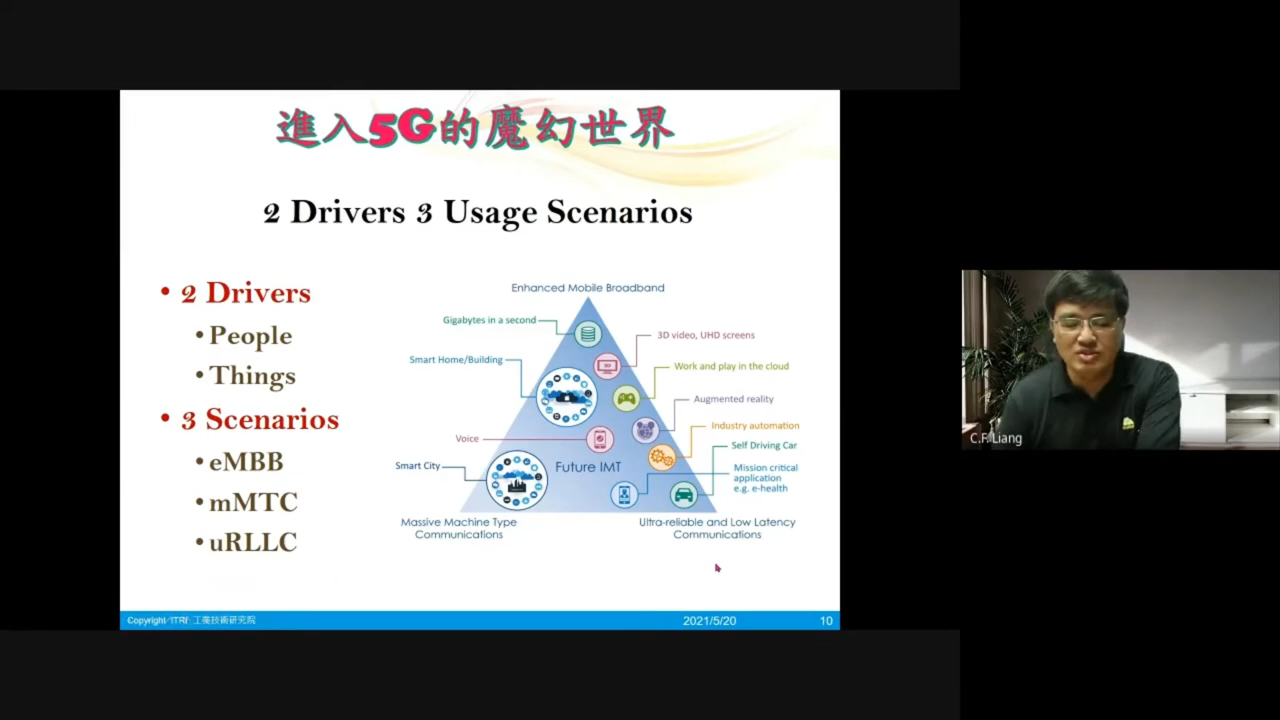 進入5G的魔幻世界
2 Drivers 3 Usage Scenarios
• 2 Drivers
• People
• Things
• 3 Scenarios
• eMBB
• mMTC
• uRLLC
Enhanced Mobile Broadband
Gigabytes in a second
3D video, UHD screens
Smart Home/Building
Work and play in the cloud
Augmented reality
Industry automation
Voice
Self Driving Car
Smart City
Future IMT
Mission critical
application
e.g. e-health
3D
Massive Machine Type
Communications
Ultra-reliable and Low Latency
Communications
Copyright ITRI 工業技術研究院
2021/5/20
10
C.F. Liang